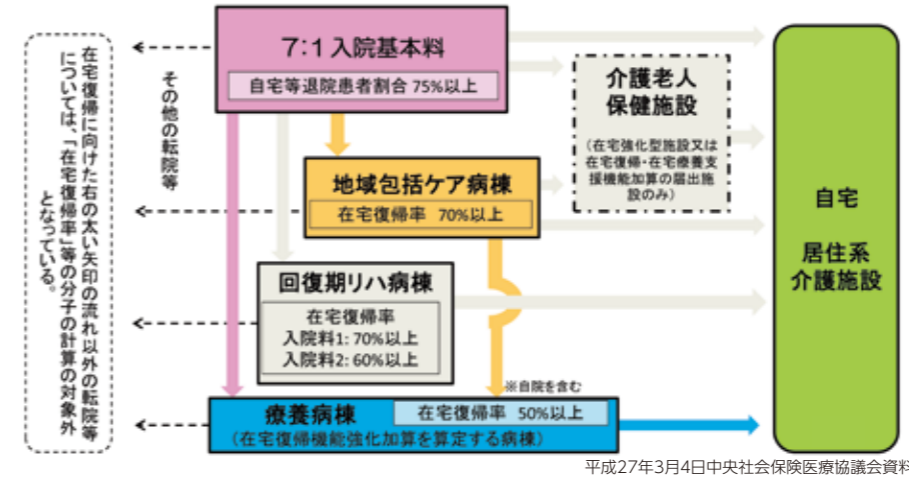 7:1入院基本料
自宅等退院患者割合 75%以上
地域包括ケア病棟
在宅復帰率 70%以上
回復期リハ病棟
在宅復帰率
入院料1: 70%以上
入院料2: 60%以上
※自院を含む
療養病棟
在宅復帰率 50%以上
(在宅復帰機能強化加算を算定する病棟)
介護老人
保健施設
(在宅強化型施設又は
在宅復帰・在宅療養支
援機能加算の届出施
設のみ)
自宅
居住系
介護施設
その他の転院等
在宅復帰に向けた右の太い矢印の流れ以外の転院等
については、「在宅復帰率」等の分子の計算の対象外
となっている。
平成27年3月4日中央社会保険医療協議会資料